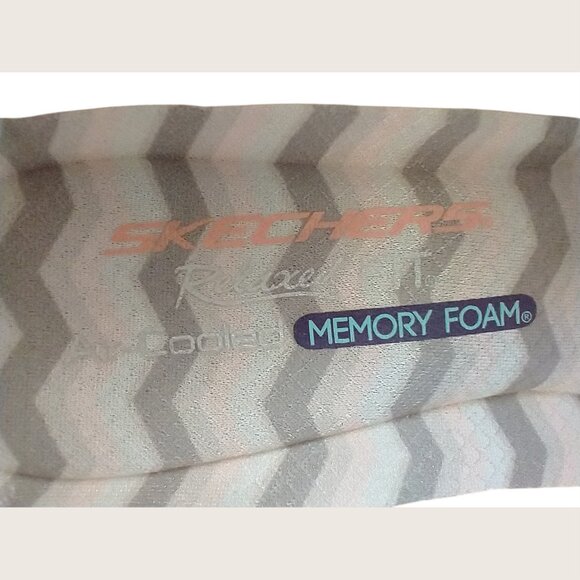 SKECHERS
Relaxed FIT
Air-Cooled MEMORY FOAM®